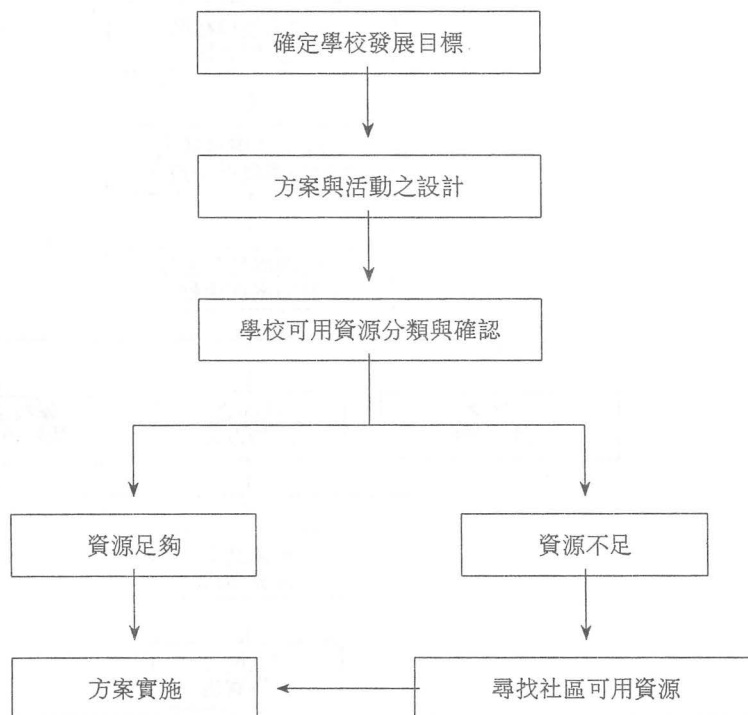 確定學校發展目標
方案與活動之設計
學校可用資源分類與確認
資源足夠
資源不足
方案實施
尋找社區可用資源